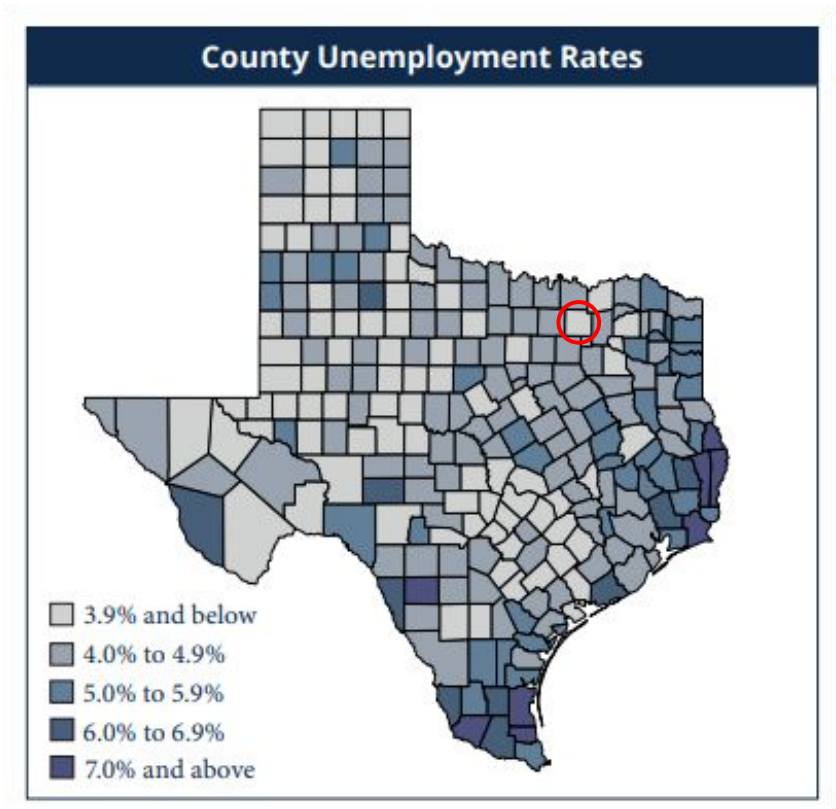 County Unemployment Rates
3.9% and below
4.0% to 4.9%
5.0% to 5.9%
6.0% to 6.9%
7.0% and above